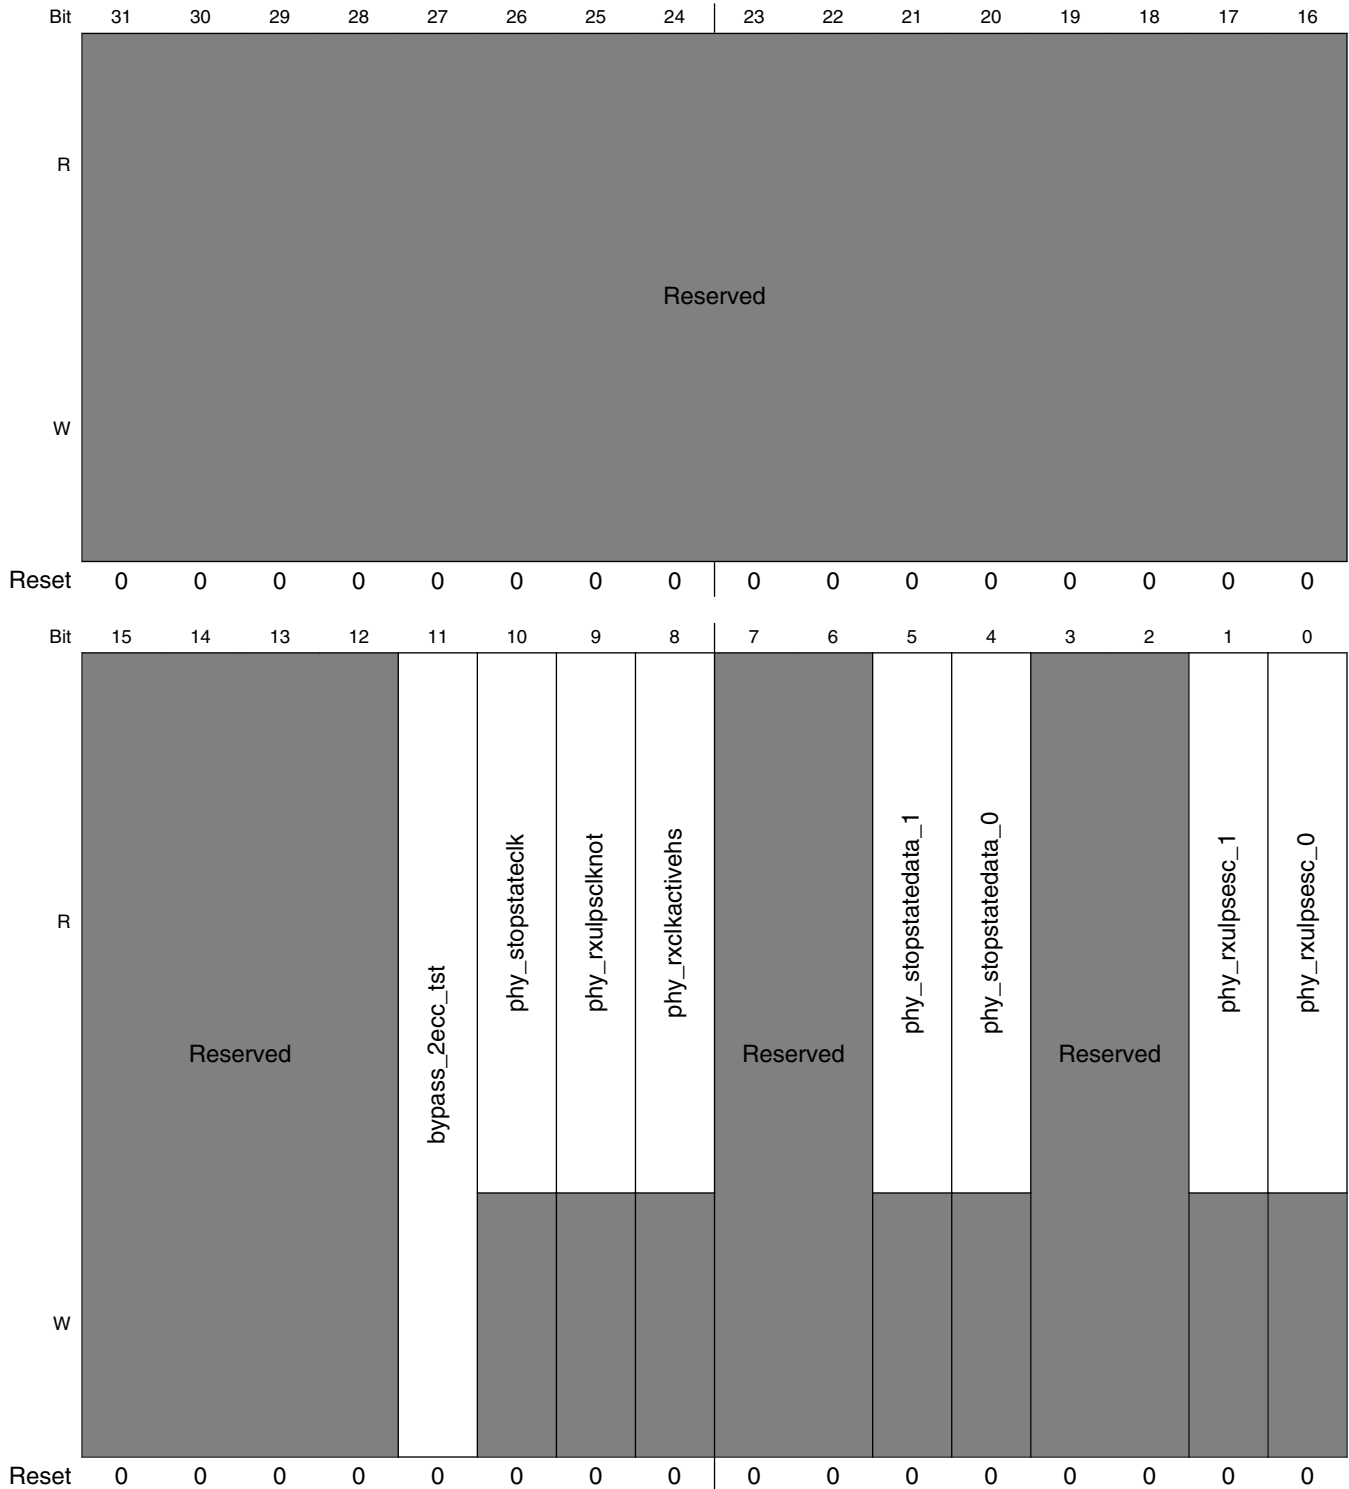 Bit 31 30 29 28 27 26 25 24 23 22 21 20 19 18 17 16
R
Reserved
W
Reset 0 0 0 0 0 0 0 0 0 0 0 0 0 0 0 0
Bit 15 14 13 12 11 10 9 8 7 6 5 4 3 2 1 0
R
Reserved
bypass_2ecc_tst
phy_stopstateclk
phy_rxulpsclknot
phy_rxclkactivehs
Reserved
phy_stopstatedata_1
phy_stopstatedata_0
Reserved
phy_rxulpsesc_1
phy_rxulpsesc_0
W
Reset 0 0 0 0 0 0 0 0 0 0 0 0 0 0 0 0